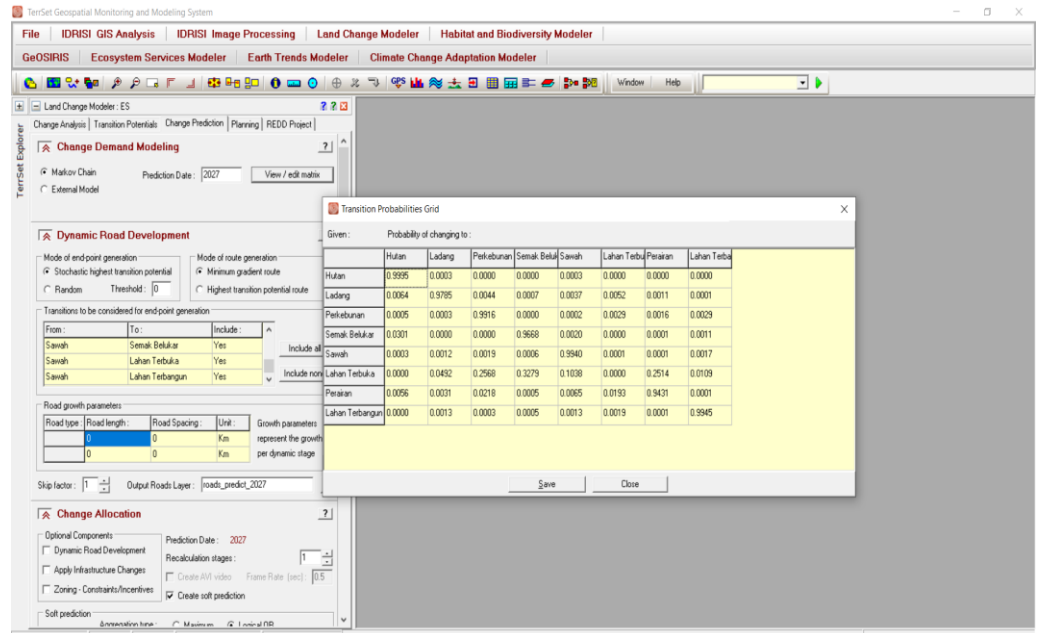 TerrSet Geospatial Monitoring and Modeling System
File IDRISI GIS Analysis IDRISI Image Processing Land Change Modeler Habitat and Biodiversity Modeler
GeOSIRIS Ecosystem Services Modeler Earth Trends Modeler Climate Change Adaptation Modeler
GPS Window Help
TerrSet Explorer
Land Change Modeler : ES
Change Analysis Transition Potentials Change Prediction Planning REDD Project
Change Demand Modeling ?
Markov Chain Prediction Date : 2027 View / edit matrix
External Model
Dynamic Road Development
Mode of end-point generation Mode of route generation
Stochastic highest transition potential Minimum gradient route
Random Threshold : 0 Highest transition potential route
Transitions to be considered for end-point generation
From : To : Include :
Sawah Semak Belukar Yes Include all
Sawah Lahan Terbuka Yes
Sawah Lahan Terbangun Yes Include non
Road growth parameters
Road type : Road length : Road Spacing : Unit : Growth parameters
0 0 Km represent the growth
0 0 Km per dynamic stage
Skip factor : 1 Output Roads Layer : roads_predict_2027
Change Allocation ?
Optional Components Prediction Date : 2027
Dynamic Road Development Recalculation stages : 1
Apply Infrastructure Changes Create AVI video Frame Rate (sec) : 0.5
Zoning - Constraints/Incentives Create soft prediction
Soft prediction
Aggregation type : Maximum Logical OR
Transition Probabilities Grid
Given : Probability of changing to :
Hutan Ladang Perkebunan Semak Beluk Sawah Lahan Terbu Perairan Lahan Terba
Hutan 0.9995 0.0003 0.0000 0.0000 0.0003 0.0000 0.0000 0.0000
Ladang 0.0064 0.9785 0.0044 0.0007 0.0037 0.0052 0.0011 0.0001
Perkebunan 0.0005 0.0003 0.9916 0.0000 0.0002 0.0029 0.0016 0.0029
Semak Belukar 0.0301 0.0000 0.0000 0.9668 0.0020 0.0000 0.0001 0.0011
Sawah 0.0003 0.0012 0.0019 0.0006 0.9940 0.0001 0.0001 0.0017
Lahan Terbuka 0.0000 0.0492 0.2568 0.3279 0.1038 0.0000 0.2514 0.0109
Perairan 0.0056 0.0031 0.0218 0.0005 0.0065 0.0193 0.9431 0.0001
Lahan Terbangun 0.0000 0.0013 0.0003 0.0005 0.0013 0.0019 0.0001 0.9945
Save Close